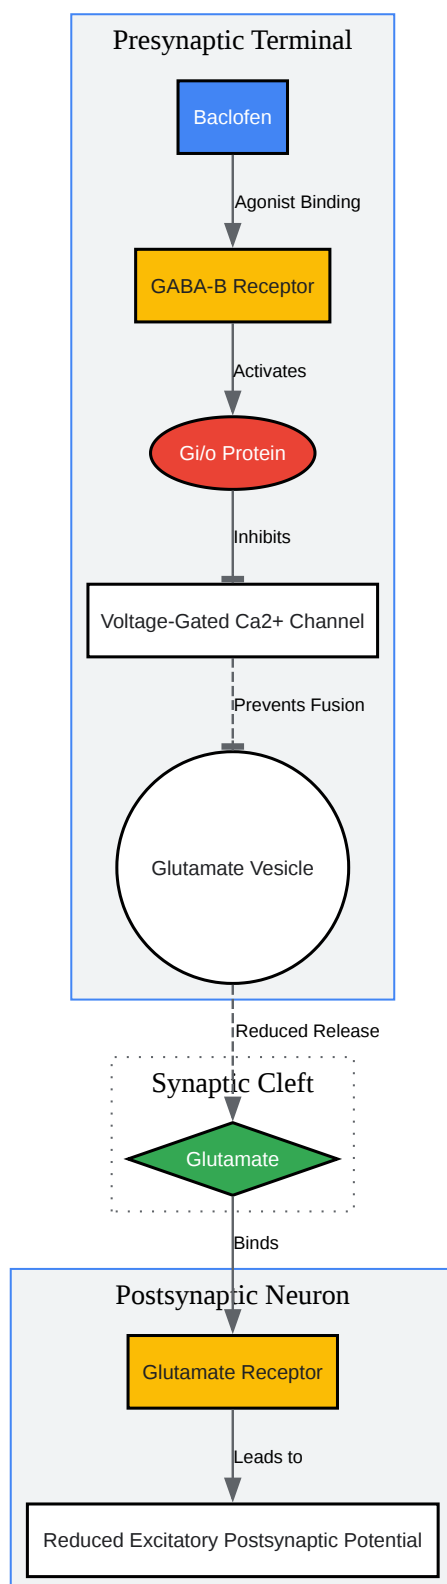 Presynaptic Terminal
Baclofen
Agonist Binding
GABA-B Receptor
Activates
Gi/o Protein
Inhibits
Voltage-Gated Ca2+ Channel
Prevents Fusion
Glutamate Vesicle
Reduced Release
Synaptic Cleft
Glutamate
Binds
Postsynaptic Neuron
Glutamate Receptor
Leads to
Reduced Excitatory Postsynaptic Potential